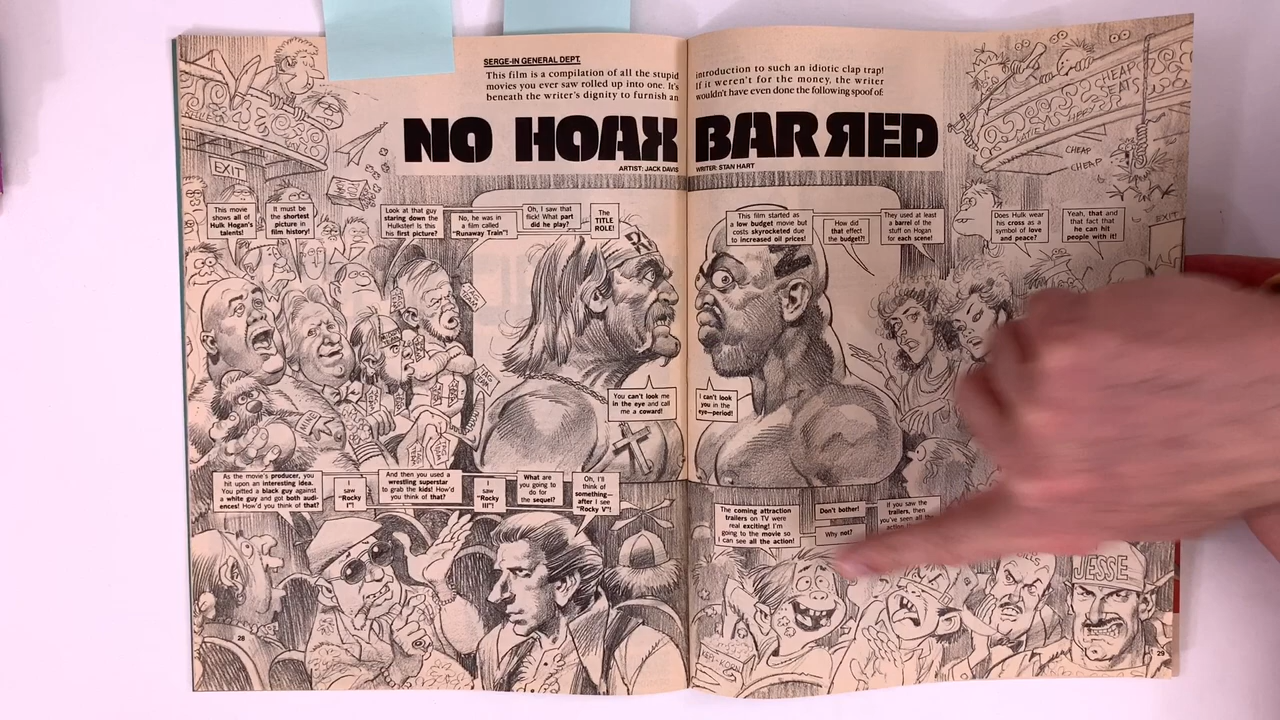 SERGE-IN GENERAL DEPT.
This film is a compilation of all the stupid
movies you ever saw rolled up into one. It's
beneath the writer's dignity to furnish an
introduction to such an idiotic clap trap!
If it weren't for the money, the writer
wouldn't have even done the following spoof of:
NO HOAX BARRED
ARTIST: JACK DAVIS
WRITER: STAN HART
EXIT
CHEAP
SEATS
CHEAP
CHEAP
EXIT
This movie
shows all of
Hulk Hogan's
talents!
It must be
the shortest
picture in
film history!
Look at that guy
staring down the
Hulkster! Is this
his first picture?
No, he was in
a film called
"Runaway Train"!
Oh, I saw that
flick! What part
did he play?
The
TITLE
ROLE!
This film started as
a low budget movie but
costs skyrocketed due
to increased oil prices!
How did
that effect
the budget?!
They used at least
a barrel of the
stuff on Hogan
for each scene!
Does Hulk wear
his cross as a
symbol of love
and peace?
Yeah, that and
that fact that
he can hit
people with it!
You can't look me
in the eye and call
me a coward!
I can't look
you in the
eye—period!
As the movie's producer, you
hit upon an interesting idea.
You pitted a black guy against
a white guy and got both audi-
ences! How'd you think of that?
I
saw
"Rocky
I"!
And then you used a
wrestling superstar
to grab the kids! How'd
you think of that?
I
saw
"Rocky
III"!
What are
you going to
do for
the sequel?
Oh, I'll
think of
something—
after I see
"Rocky V"!
The coming attraction
trailers on TV were
real exciting! I'm
going to the movie so
I can see all the action!
Don't bother!
Why not?
If you saw the
trailers, then
you've seen all the
JESSE
28
29